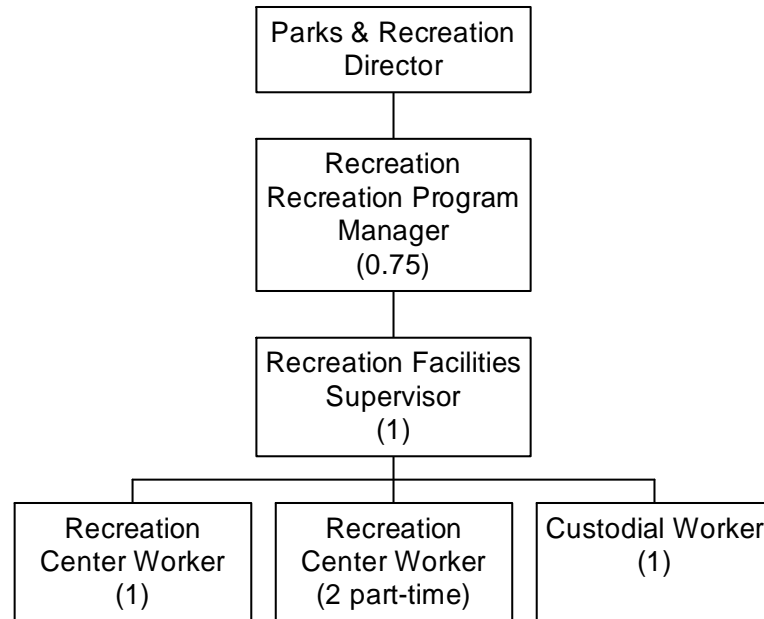 Parks & Recreation
Director
Recreation
Recreation Program
Manager
(0.75)
Recreation Facilities
Supervisor
(1)
Recreation
Center Worker
(1)
Recreation
Center Worker
(2 part-time)
Custodial Worker
(1)